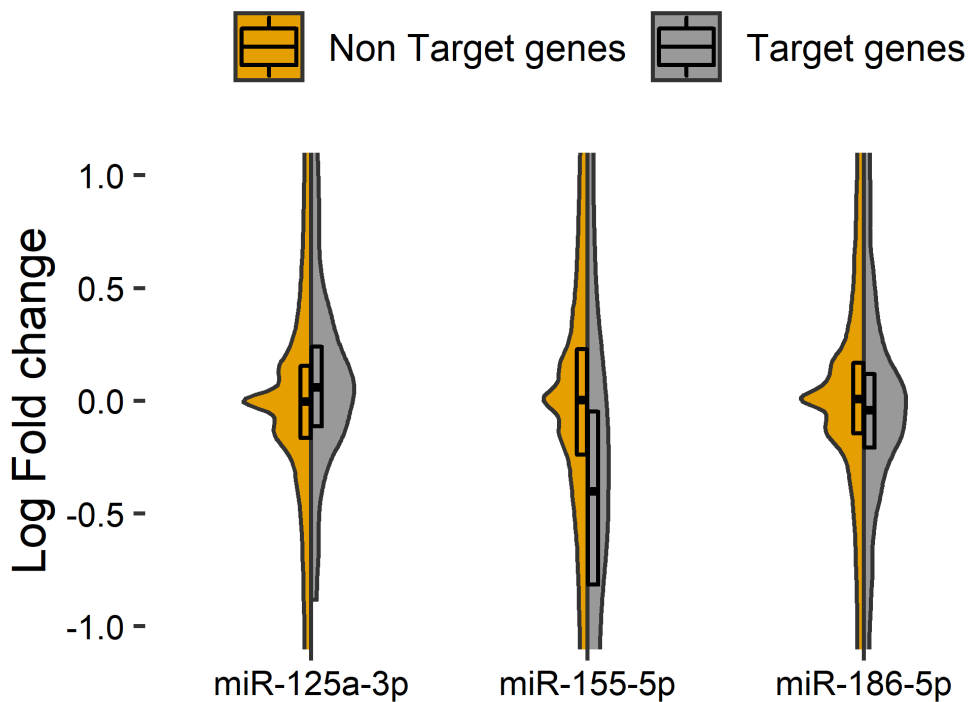 Non Target genes Target genes
Log Fold change
1.0
0.5
0.0
-0.5
-1.0
miR-125a-3p miR-155-5p miR-186-5p